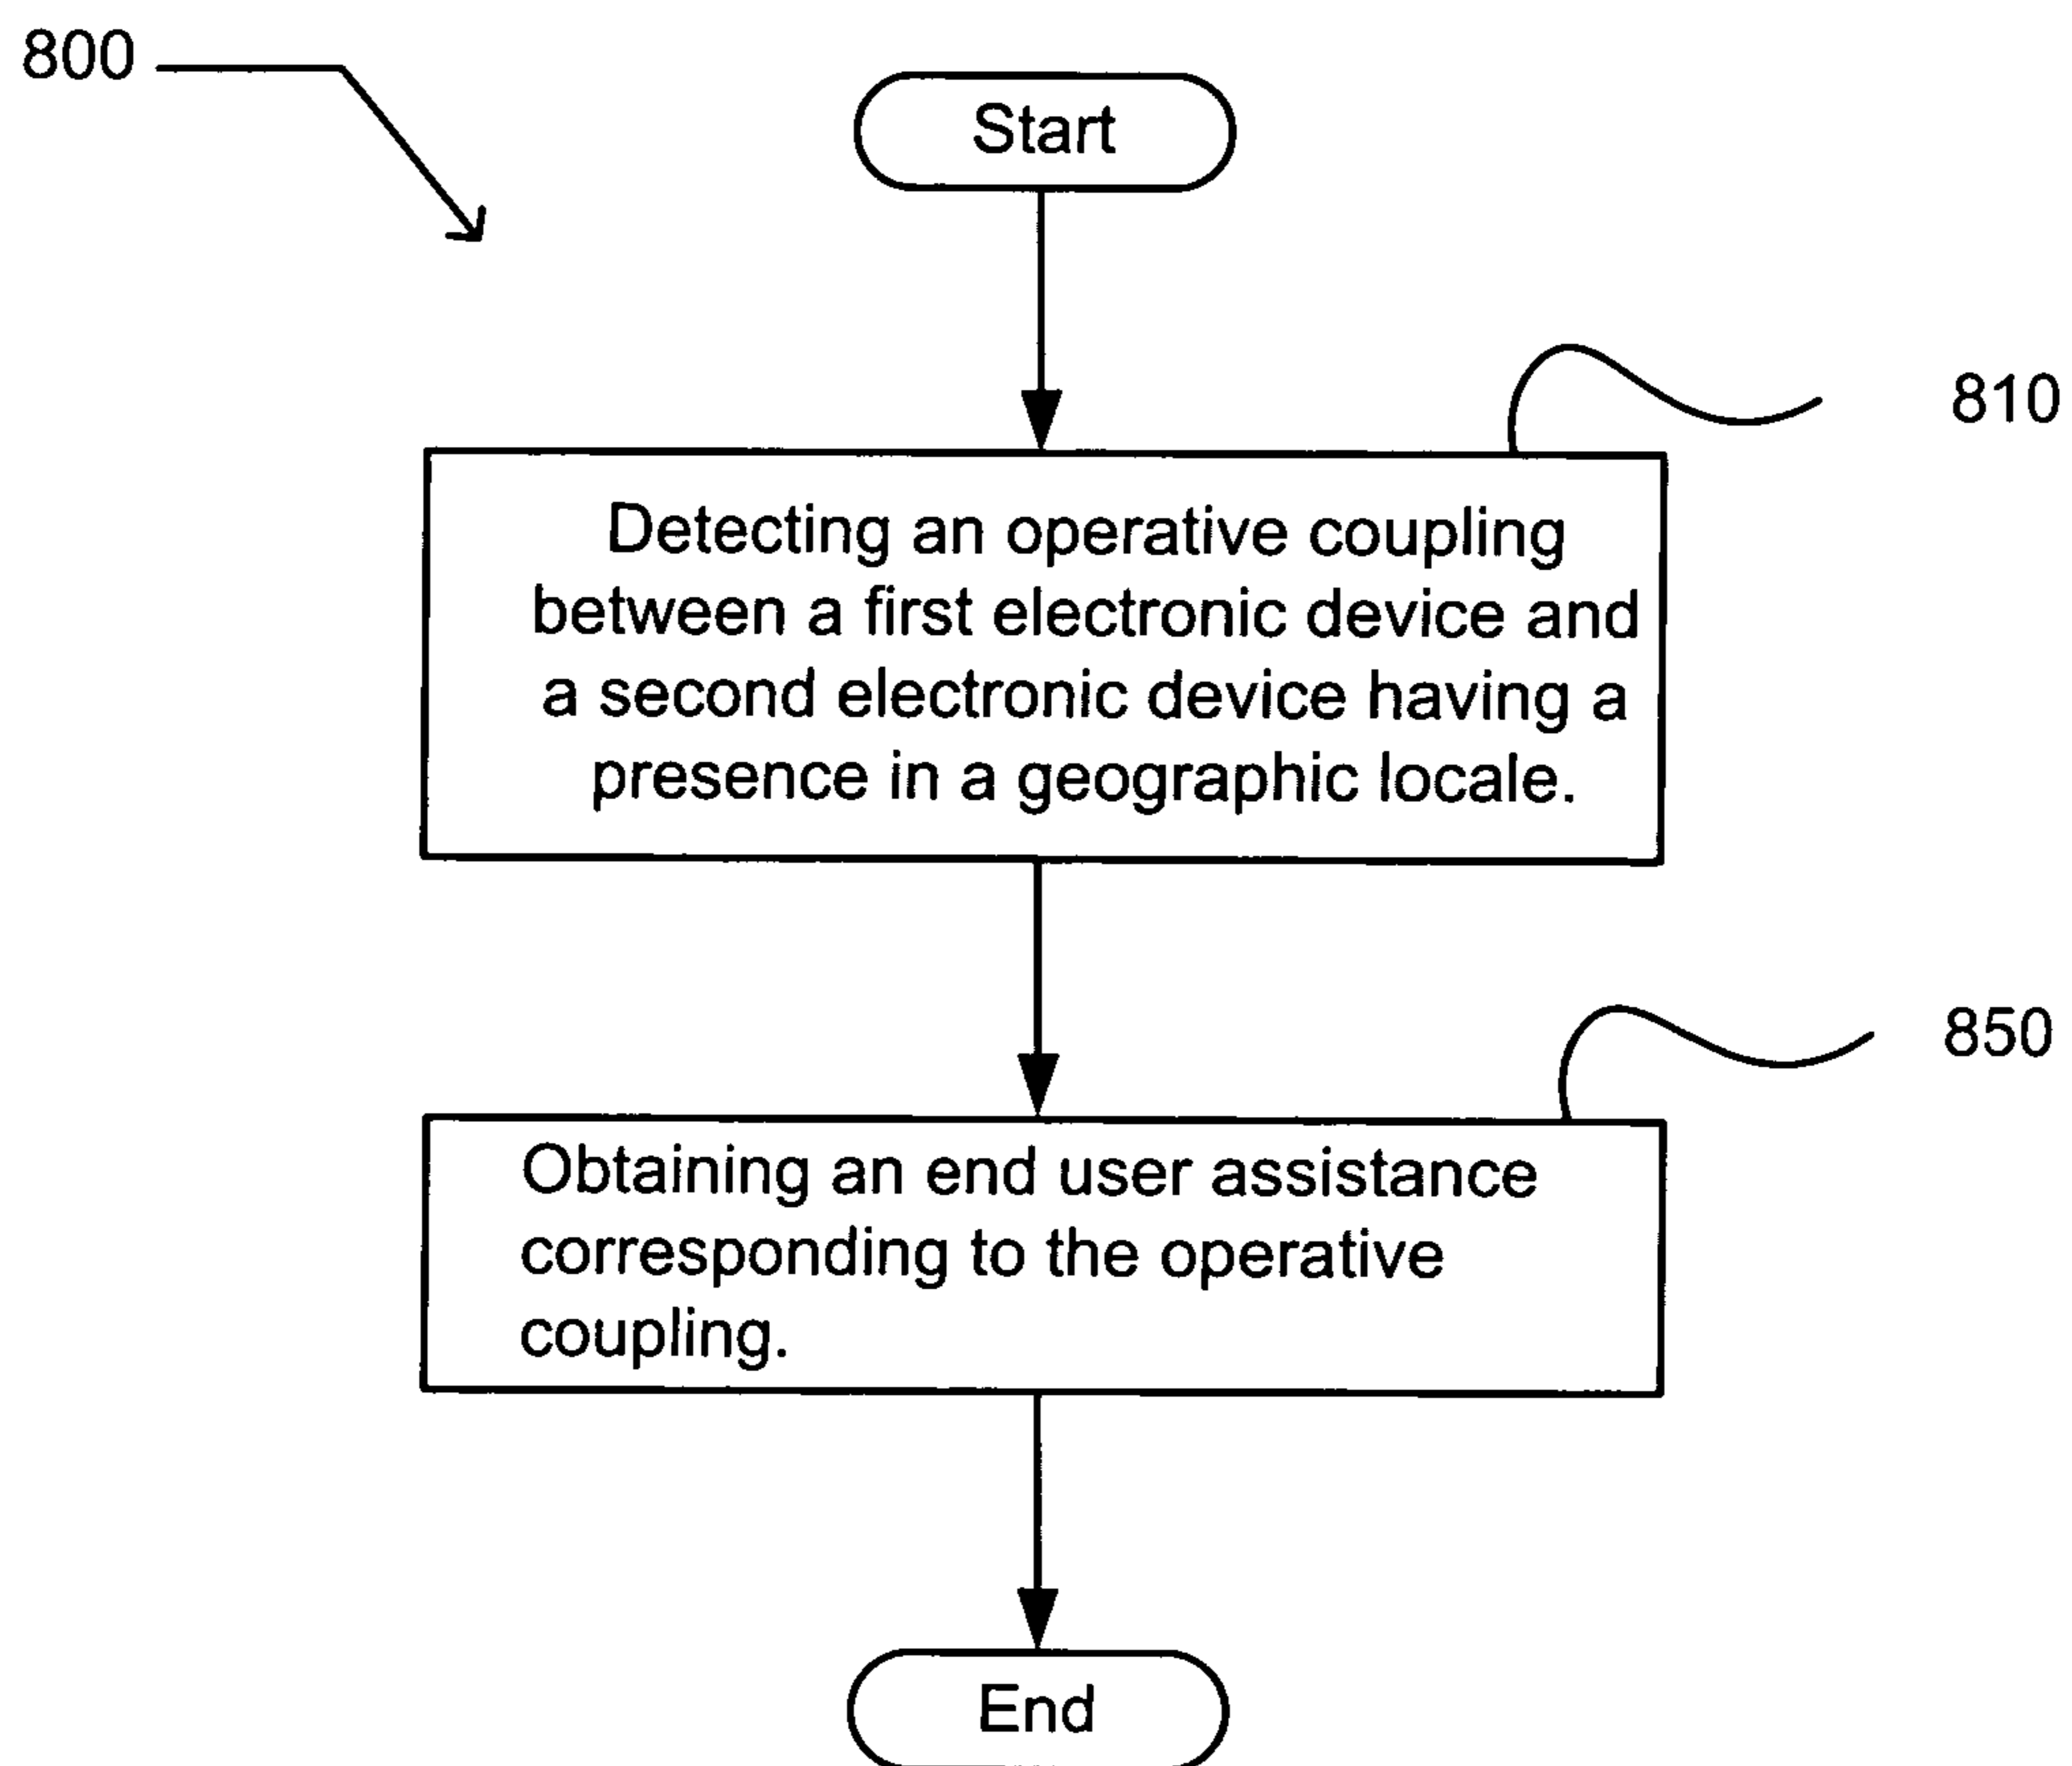 800
Start
810
Detecting an operative coupling
between a first electronic device and
a second electronic device having a
presence in a geographic locale.
850
Obtaining an end user assistance
corresponding to the operative
coupling.
End